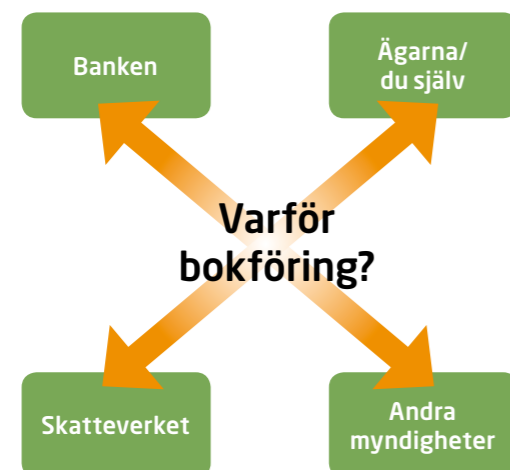 Banken
Ägarna/
du själv
Varför
bokföring?
Skatteverket
Andra
myndigheter